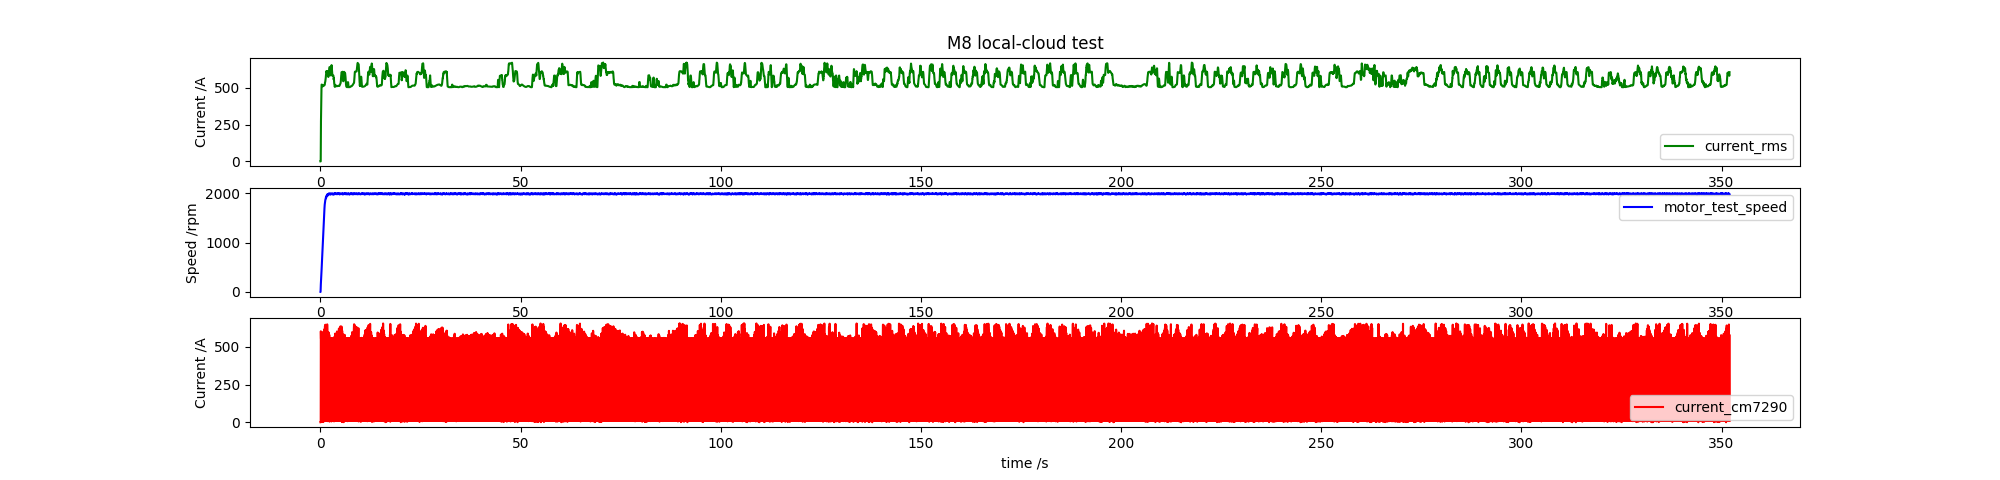 M8 local-cloud test
Current /A
500
250
0
current_rms
0 50 100 150 200 250 300 350
Speed /rpm
2000
1000
0
motor_test_speed
0 50 100 150 200 250 300 350
Current /A
500
250
0
current_cm7290
0 50 100 150 200 250 300 350
time /s